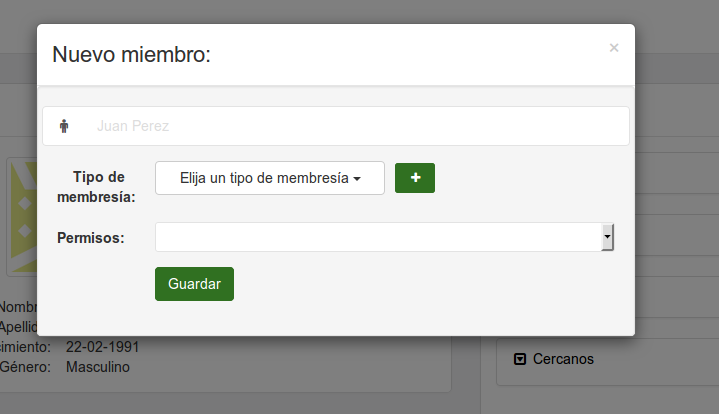 Nuevo miembro:
×
Juan Perez
Tipo de
membresía:
Elija un tipo de membresía
+
Permisos:
Guardar
Nombr
Apellid
cimiento: 22-02-1991
Género: Masculino
Cercanos